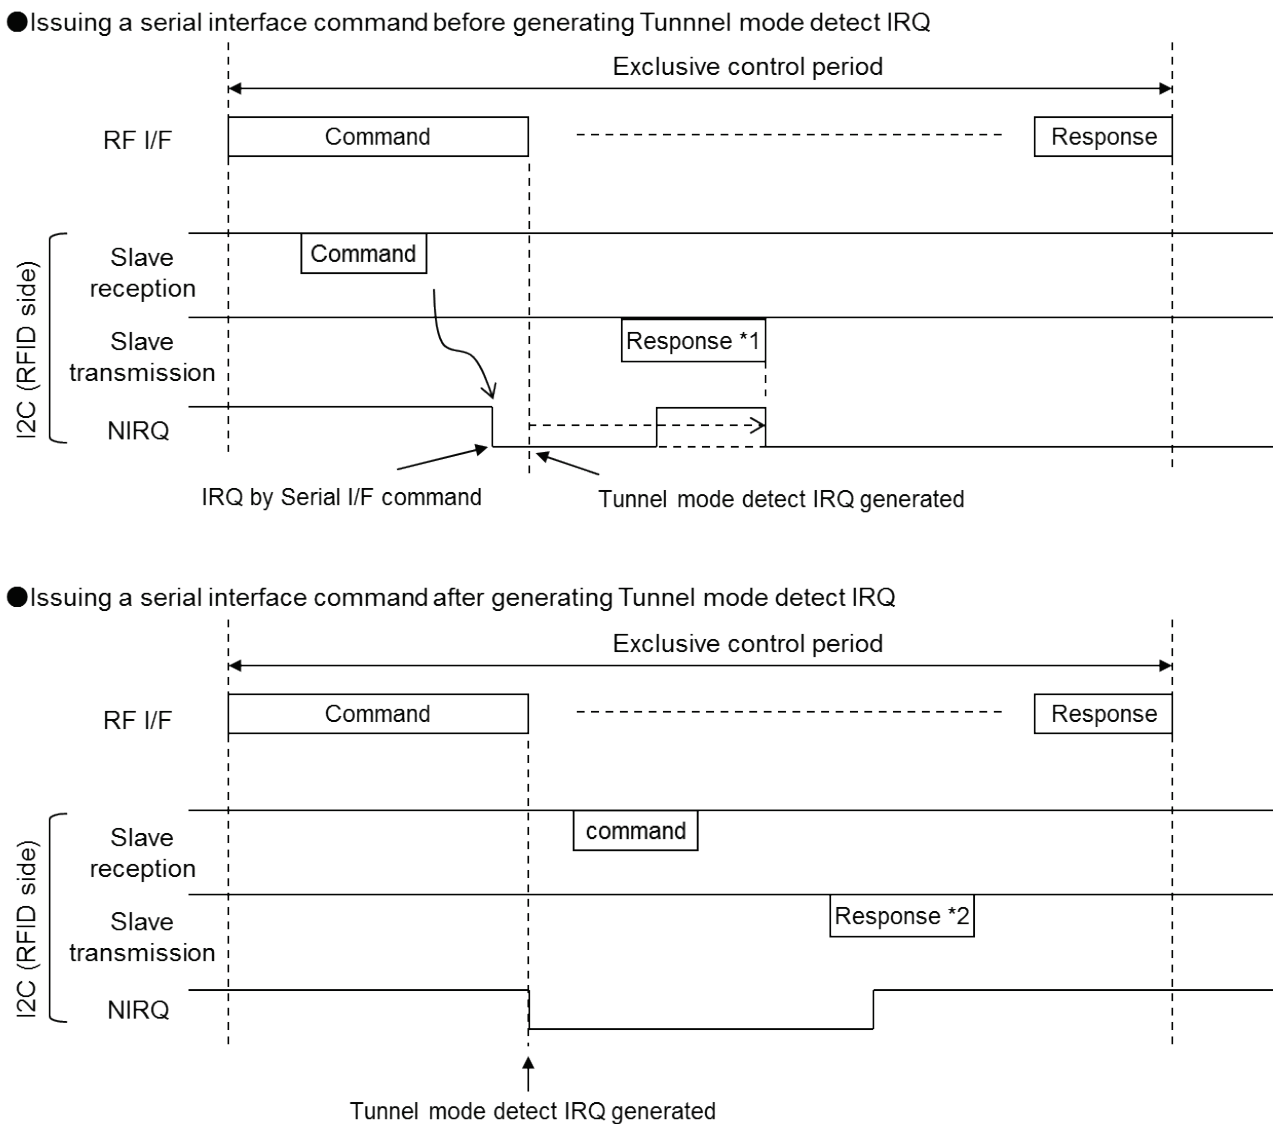 ●Issuing a serial interface command before generating Tunnnel mode detect IRQ
Exclusive control period
RF I/F
Command
Response
I2C (RFID side)
Slave
reception
Command
Slave
transmission
Response *1
NIRQ
IRQ by Serial I/F command
Tunnel mode detect IRQ generated
●Issuing a serial interface command after generating Tunnel mode detect IRQ
Exclusive control period
RF I/F
Command
Response
I2C (RFID side)
Slave
reception
command
Slave
transmission
Response *2
NIRQ
Tunnel mode detect IRQ generated